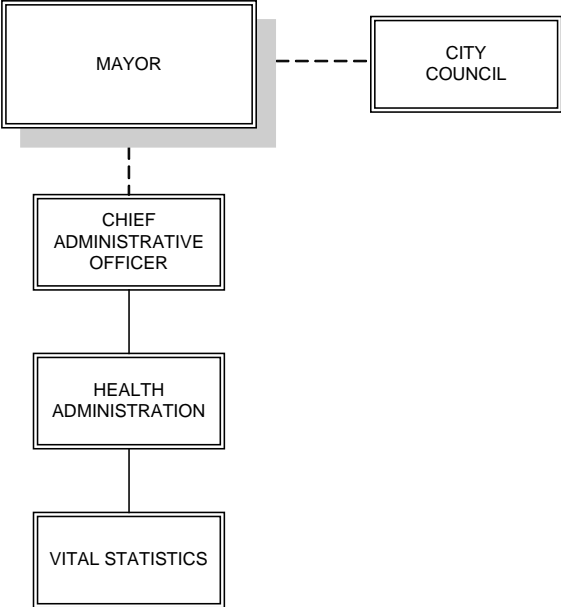 MAYOR
CITY
COUNCIL
CHIEF
ADMINISTRATIVE
OFFICER
HEALTH
ADMINISTRATION
VITAL STATISTICS